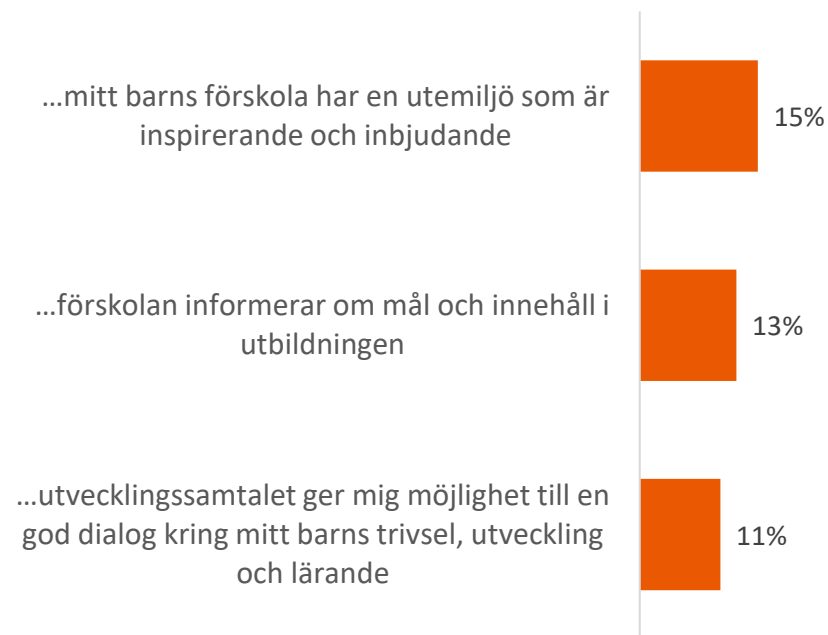 …mitt barns förskola har en utemiljö som är
inspirerande och inbjudande
15%
…förskolan informerar om mål och innehåll i
utbildningen
13%
…utvecklingssamtalet ger mig möjlighet till en
god dialog kring mitt barns trivsel, utveckling
och lärande
11%